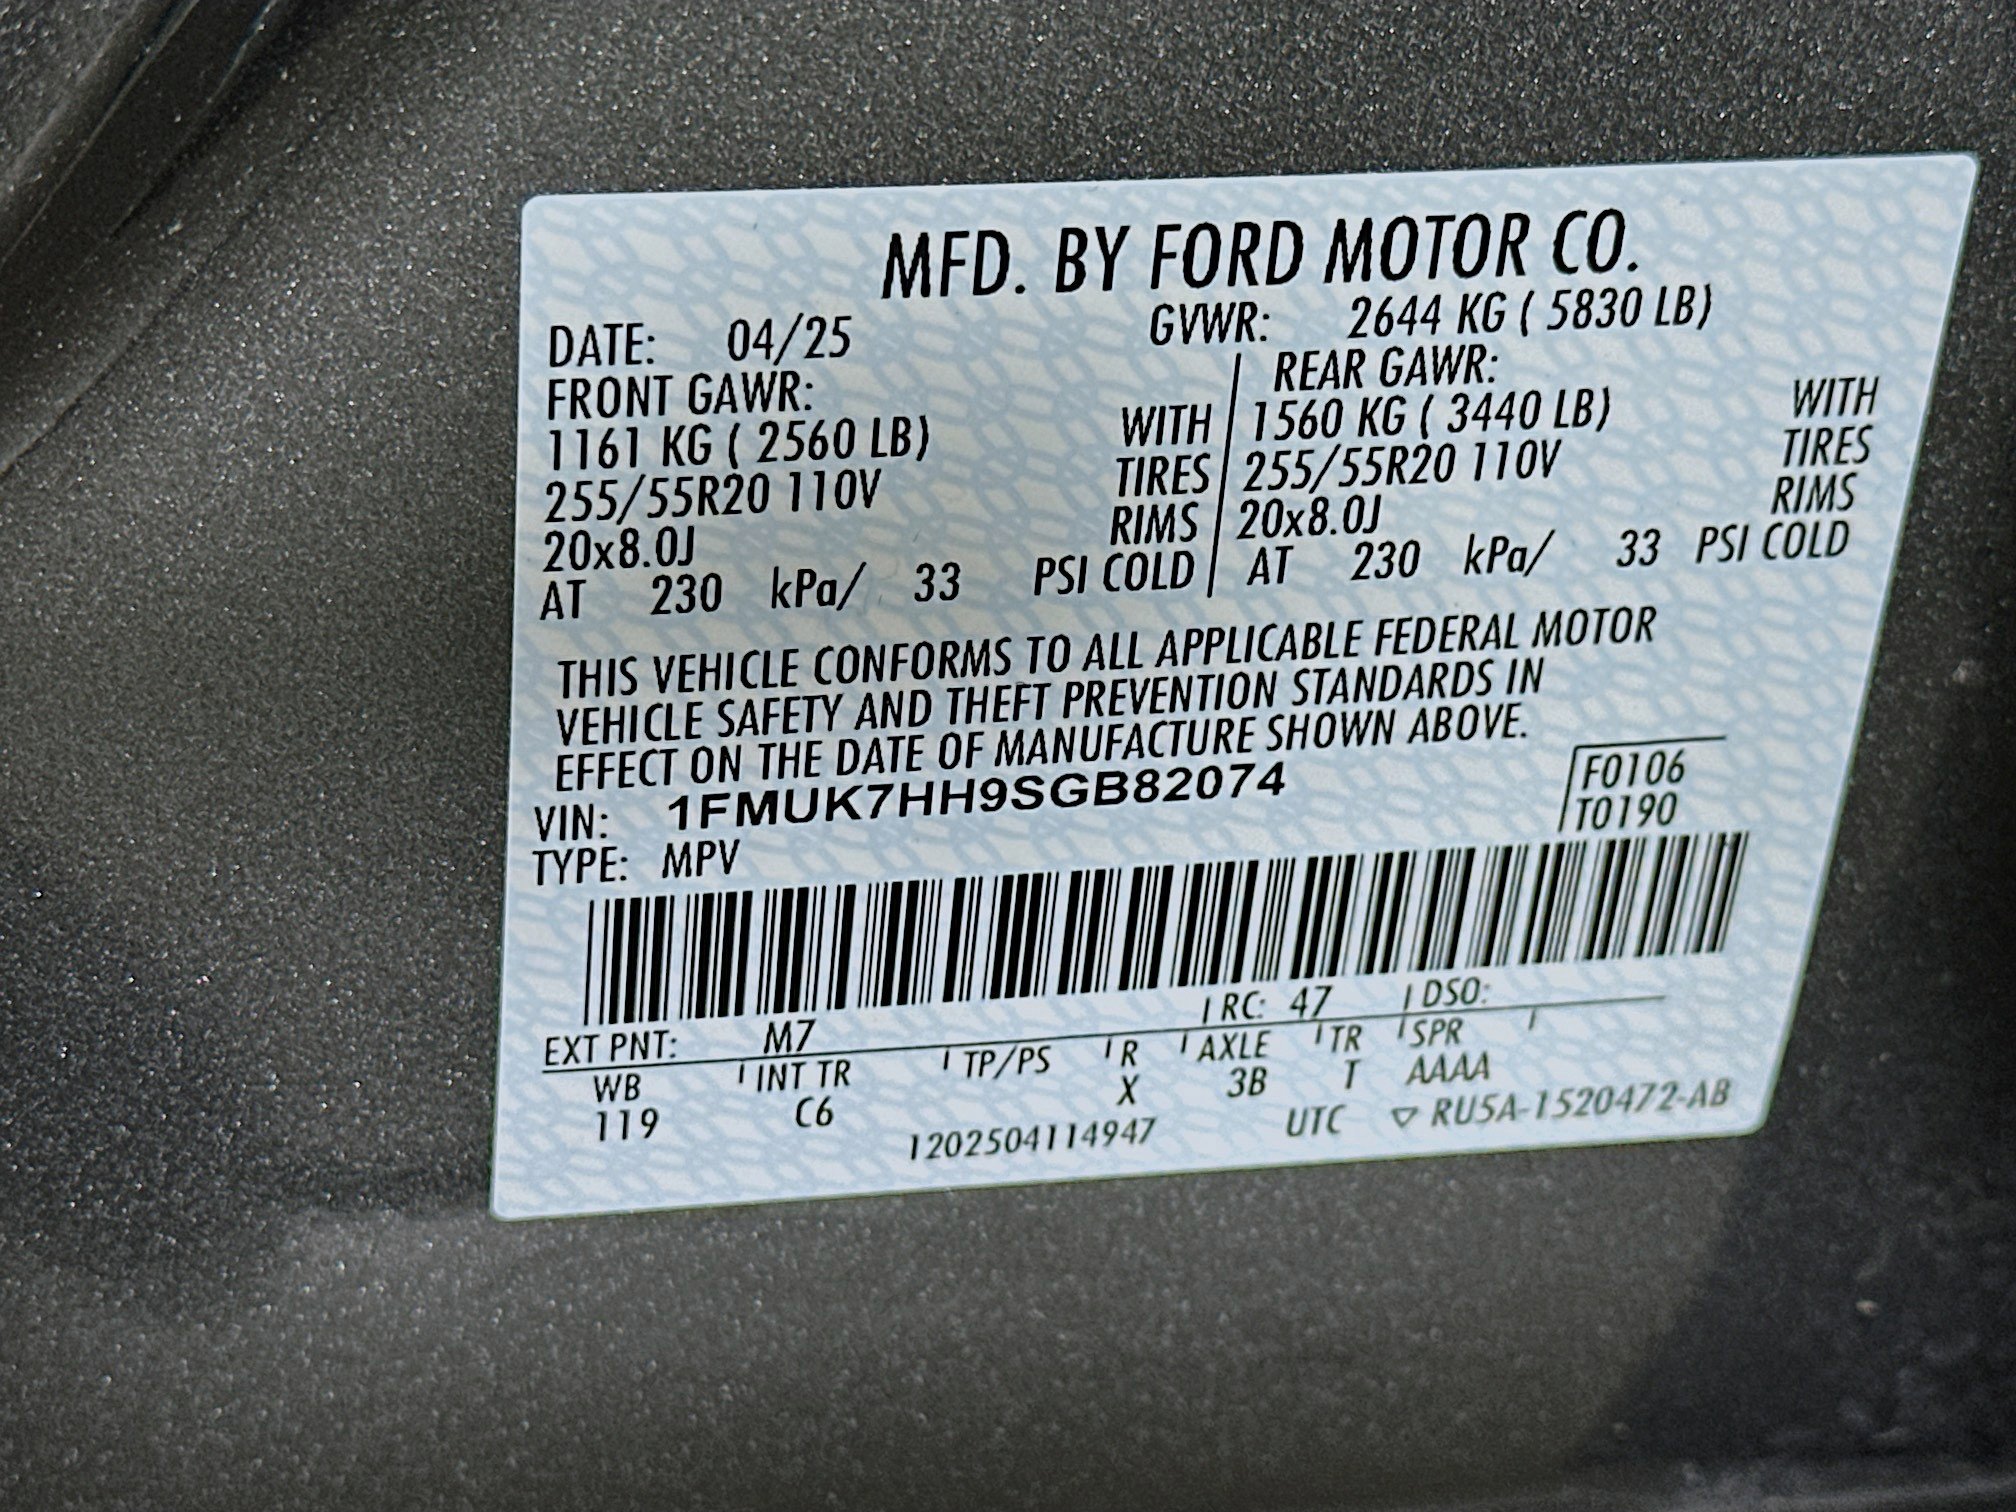 MFD. BY FORD MOTOR CO.
DATE: 04/25 GVWR: 2644 KG ( 5830 LB)
FRONT GAWR: REAR GAWR:
1161 KG ( 2560 LB) WITH 1560 KG ( 3440 LB) WITH
255/55R20 110V TIRES 255/55R20 110V TIRES
20x8.0J RIMS 20x8.0J RIMS
AT 230 kPa/ 33 PSI COLD AT 230 kPa/ 33 PSI COLD
THIS VEHICLE CONFORMS TO ALL APPLICABLE FEDERAL MOTOR
VEHICLE SAFETY AND THEFT PREVENTION STANDARDS IN
EFFECT ON THE DATE OF MANUFACTURE SHOWN ABOVE.
VIN: 1FMUK7HH9SGB82074 F0106
TYPE: MPV T0190
EXT PNT: M7 RC: 47 DSO:
WB INT TR TP/PS R AXLE TR SPR
119 C6 X 3B T AAAA
1202504114947 UTC ▽ RU5A-1520472-AB